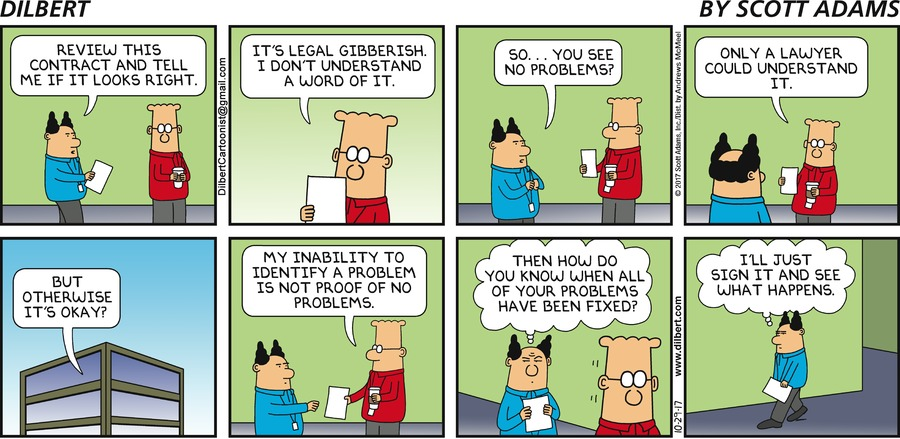 DILBERT
BY SCOTT ADAMS
REVIEW THIS
CONTRACT AND TELL
ME IF IT LOOKS RIGHT.
DilbertCartoonist@gmail.com
IT'S LEGAL GIBBERISH.
I DON'T UNDERSTAND
A WORD OF IT.
SO. . . YOU SEE
NO PROBLEMS?
© 2017 Scott Adams, Inc./Dist. by Andrews McMeel
ONLY A LAWYER
COULD UNDERSTAND
IT.
BUT
OTHERWISE
IT'S OKAY?
MY INABILITY TO
IDENTIFY A PROBLEM
IS NOT PROOF OF NO
PROBLEMS.
THEN HOW DO
YOU KNOW WHEN ALL
OF YOUR PROBLEMS
HAVE BEEN FIXED?
10-29-17 www.dilbert.com
I'LL JUST
SIGN IT AND SEE
WHAT HAPPENS.